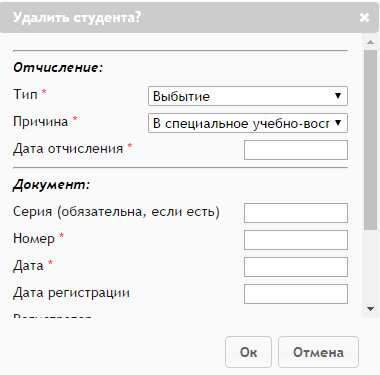 Удалить студента?
Отчисление:
Тип * Выбытие
Причина * В специальное учебно-восп
Дата отчисления *
Документ:
Серия (обязательна, если есть)
Номер *
Дата *
Дата регистрации
Ок Отмена